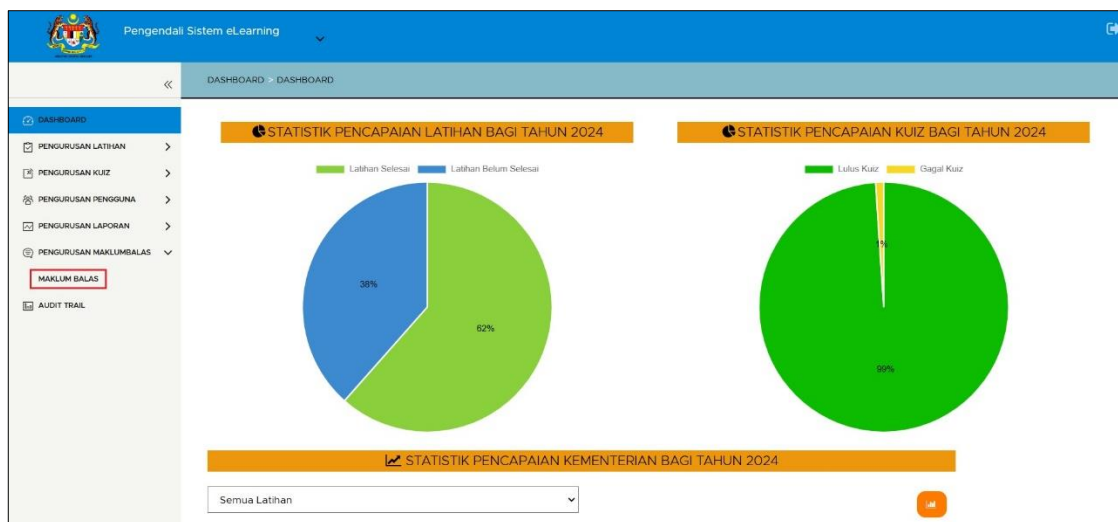 Pengendali Sistem eLearning
DASHBOARD > DASHBOARD
DASHBOARD
PENGURUSAN LATIHAN
PENGURUSAN KUIZ
PENGURUSAN PENGGUNA
PENGURUSAN LAPORAN
PENGURUSAN MAKLUMBALAS
MAKLUM BALAS
AUDIT TRAIL
STATISTIK PENCAPAIAN LATIHAN BAGI TAHUN 2024
Latihan Selesai Latihan Belum Selesai
38%
62%
STATISTIK PENCAPAIAN KUIZ BAGI TAHUN 2024
Lulus Kuiz Gagal Kuiz
1%
99%
STATISTIK PENCAPAIAN KEMENTERIAN BAGI TAHUN 2024
Semua Latihan